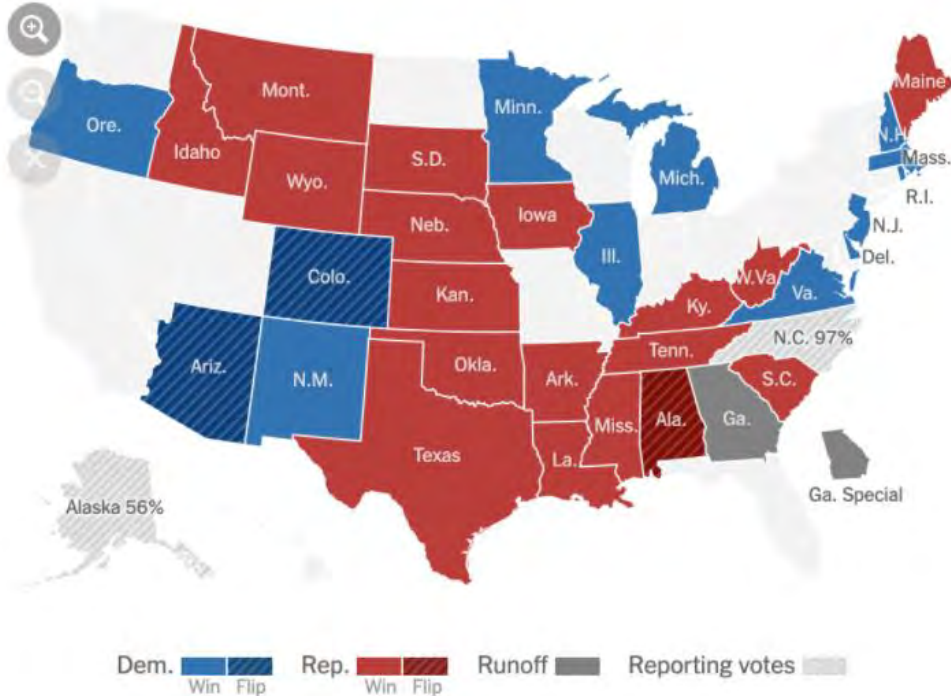 Ore.
Idaho
Mont.
Wyo.
S.D.
Neb.
Kan.
Colo.
Ariz.
N.M.
Okla.
Texas
Minn.
Iowa
Ill.
Mich.
Ark.
La.
Miss.
Ala.
Ga.
Tenn.
Ky.
W.Va.
Va.
N.C. 97%
S.C.
Maine
N.H.
Mass.
R.I.
N.J.
Del.
Alaska 56%
Ga. Special
Dem. Rep. Runoff Reporting votes
Win Flip Win Flip